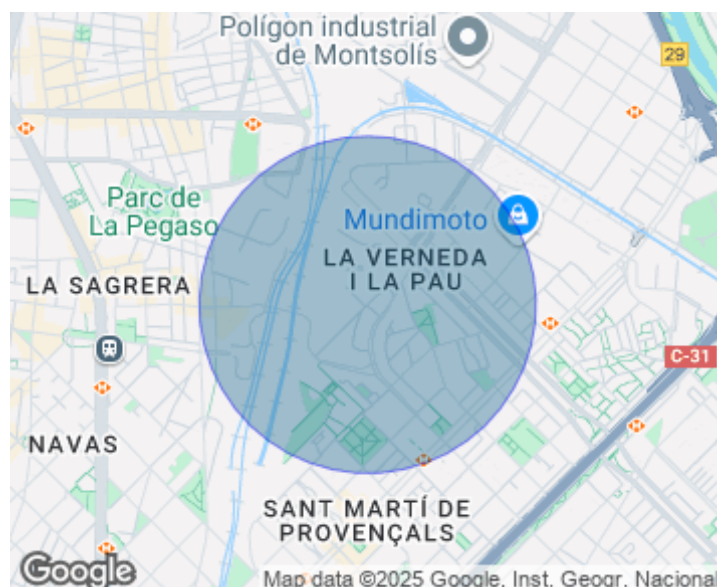 Polígon industrial
de Montsolís
29
Parc de
La Pegaso
Mundimoto
LA VERNEDA
I LA PAU
LA SAGRERA
C-31
NAVAS
SANT MARTÍ DE
PROVENÇALS
Google
Map data ©2025 Google, Inst. Geogr. Nacional